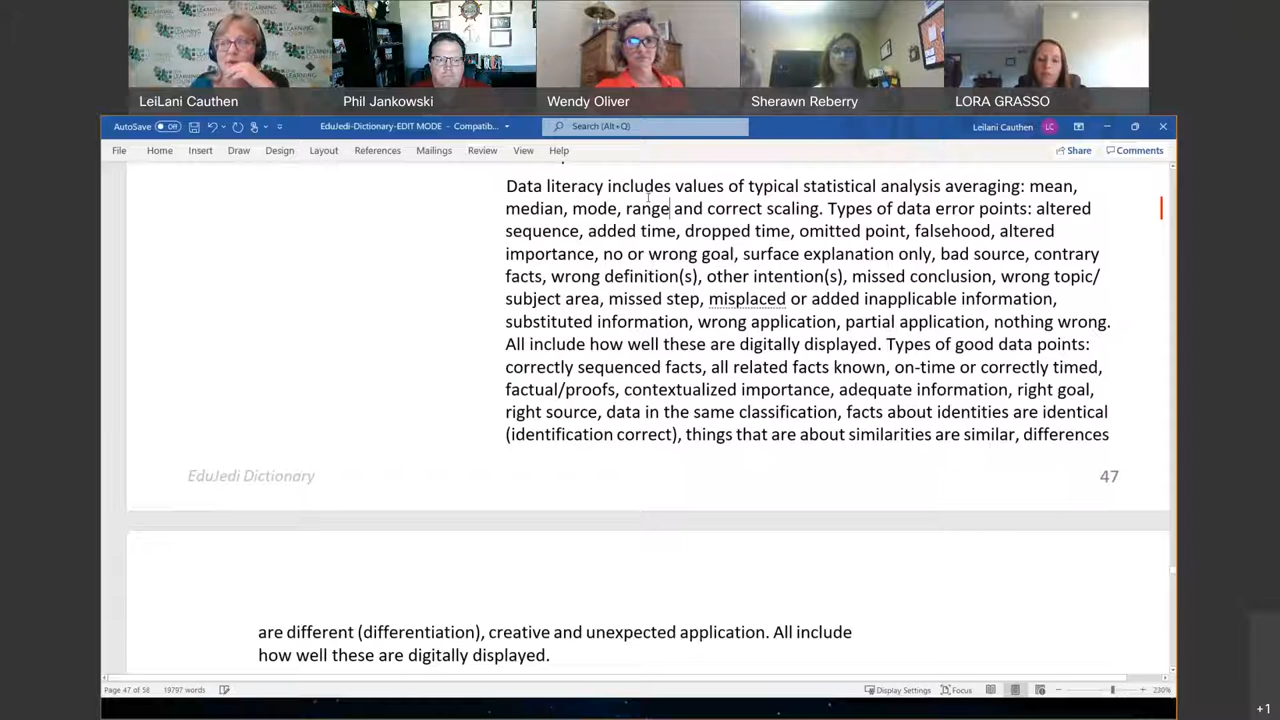 LeiLani Cauthen
Phil Jankowski
Wendy Oliver
Sherawn Reberry
LORA GRASSO
AutoSave Off
EduJedi-Dictionary-EDIT MODE - Compatib...
Search (Alt+Q)
Leilani Cauthen LC
File Home Insert Draw Design Layout References Mailings Review View Help
Share Comments
Data literacy includes values of typical statistical analysis averaging: mean,
median, mode, range and correct scaling. Types of data error points: altered
sequence, added time, dropped time, omitted point, falsehood, altered
importance, no or wrong goal, surface explanation only, bad source, contrary
facts, wrong definition(s), other intention(s), missed conclusion, wrong topic/
subject area, missed step, misplaced or added inapplicable information,
substituted information, wrong application, partial application, nothing wrong.
All include how well these are digitally displayed. Types of good data points:
correctly sequenced facts, all related facts known, on-time or correctly timed,
factual/proofs, contextualized importance, adequate information, right goal,
right source, data in the same classification, facts about identities are identical
(identification correct), things that are about similarities are similar, differences
EduJedi Dictionary
47
are different (differentiation), creative and unexpected application. All include
how well these are digitally displayed.
Page 47 of 56 19797 words
Display Settings Focus
230%
+1